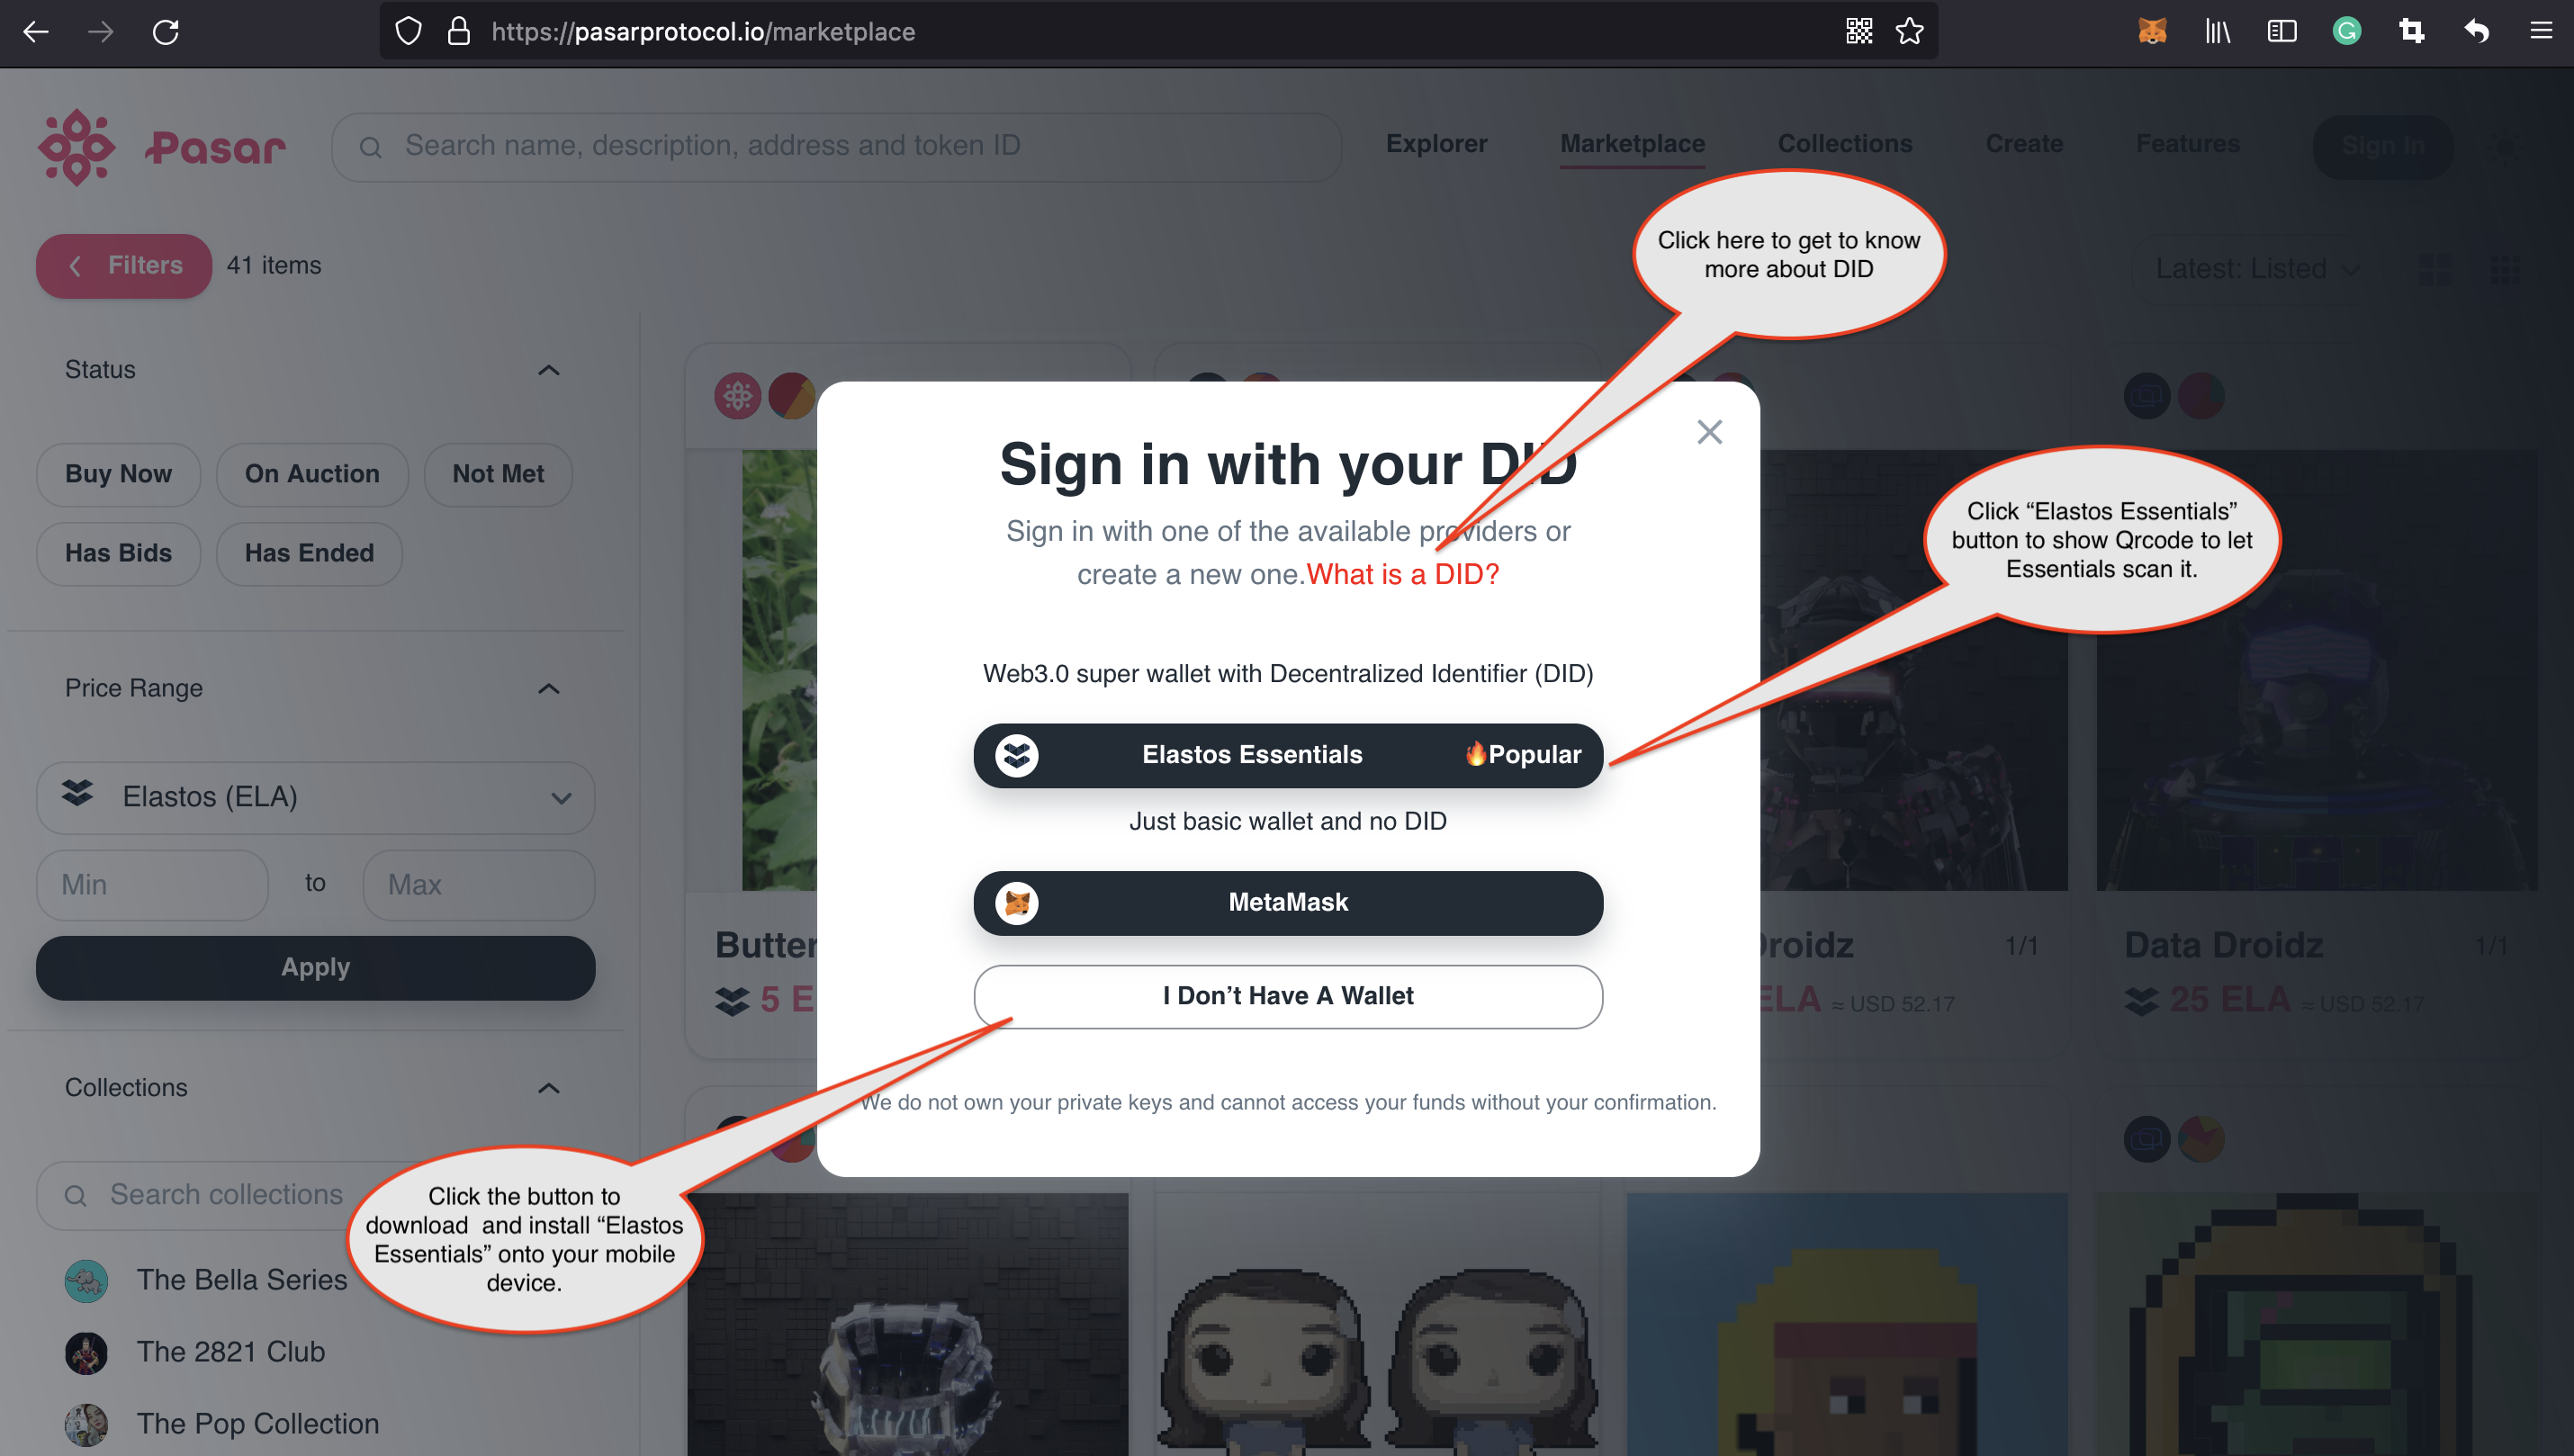 https://pasarprotocol.io/marketplace
Pasar
Search name, description, address and token ID
Explorer
Marketplace
Collections
Create
Features
Sign In
Filters
41 items
Latest: Listed
Click here to get to know
more about DID
Status
Buy Now
On Auction
Not Met
Has Bids
Has Ended
Price Range
Elastos (ELA)
Min
to
Max
Apply
Collections
Search collections
The Bella Series
The 2821 Club
The Pop Collection
Sign in with your DID
Sign in with one of the available providers or
create a new one.What is a DID?
Web3.0 super wallet with Decentralized Identifier (DID)
Elastos Essentials
🔥Popular
Just basic wallet and no DID
MetaMask
I Don’t Have A Wallet
We do not own your private keys and cannot access your funds without your confirmation.
Click “Elastos Essentials”
button to show Qrcode to let
Essentials scan it.
Click the button to
download and install “Elastos
Essentials” onto your mobile
device.
5
1/1
ELA ≈ USD 52.17
Data Droidz
1/1
25 ELA ≈ USD 52.17